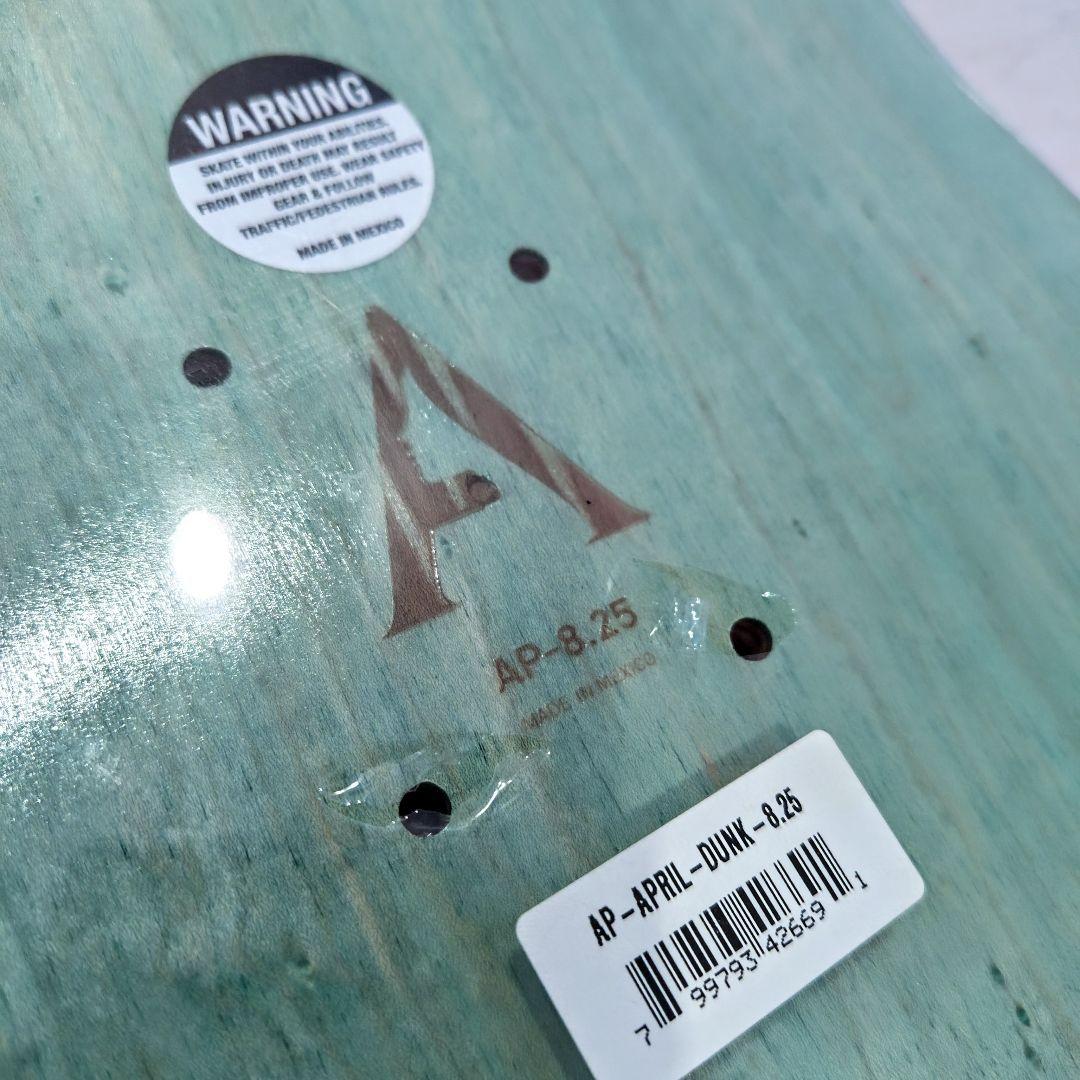 WARNING
SKATE WITHIN YOUR ABILITIES.
INJURY OR DEATH MAY RESULT
FROM IMPROPER USE. WEAR SAFETY
GEAR & FOLLOW
TRAFFIC/PEDESTRIAN RULES.
MADE IN MEXICO
A
AP-8.25
MADE IN MEXICO
AP-APRIL-DUNK-8.25
7 99793 42669 1